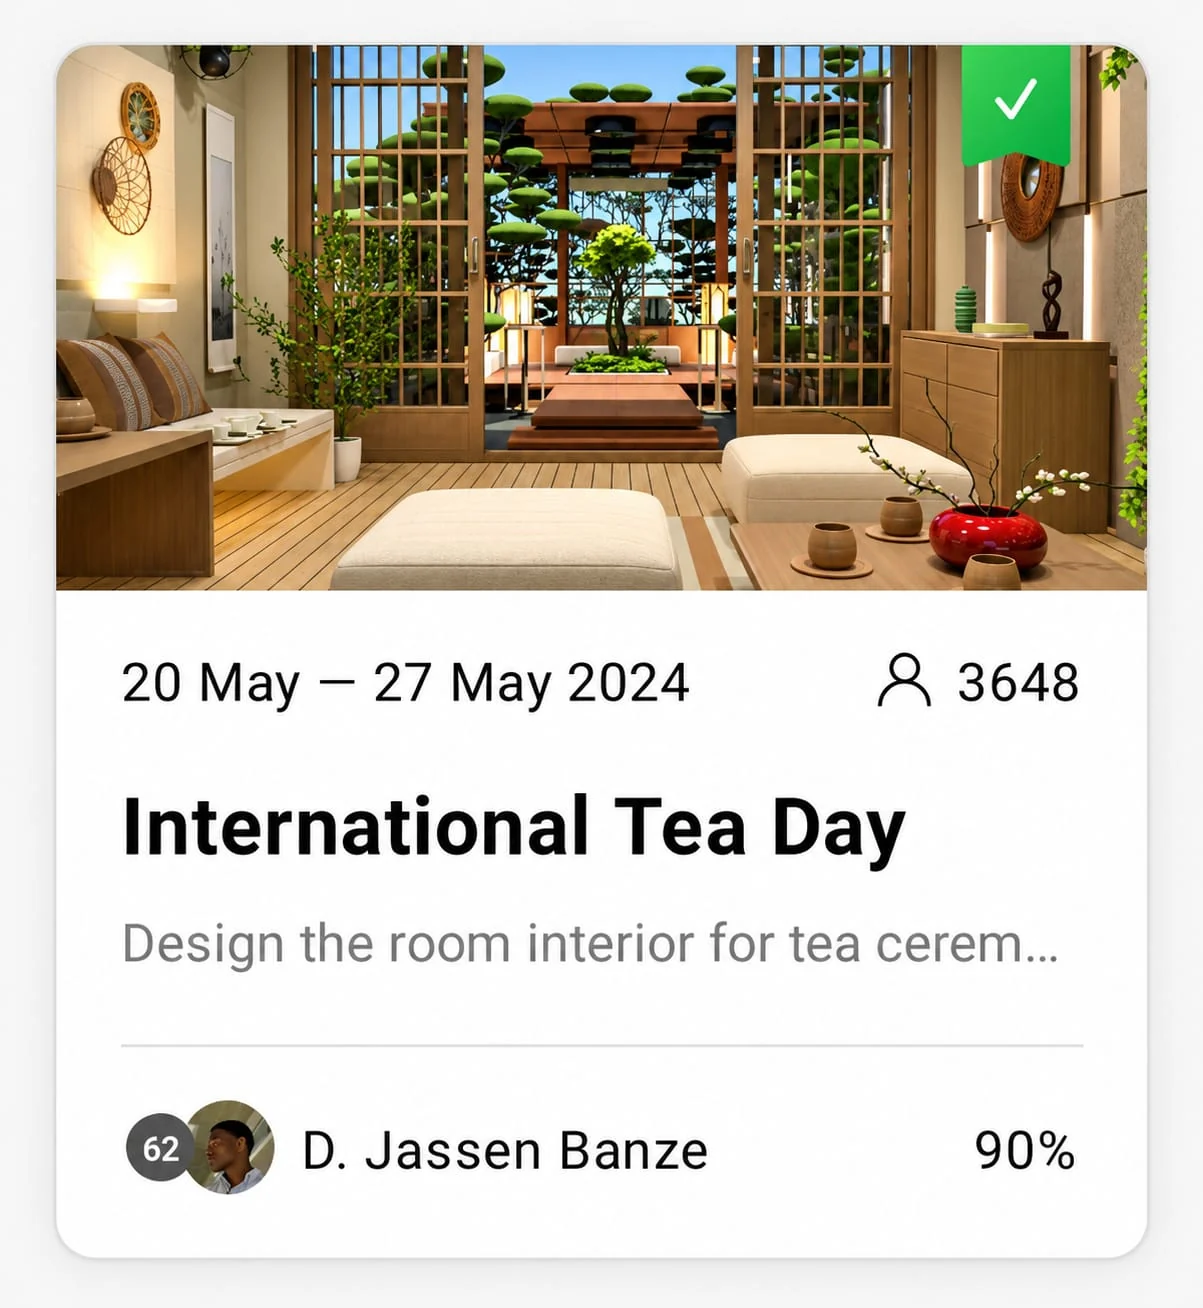 20 May — 27 May 2024 3648
International Tea Day
Design the room interior for tea cerem...
62 D. Jassen Banze 90%